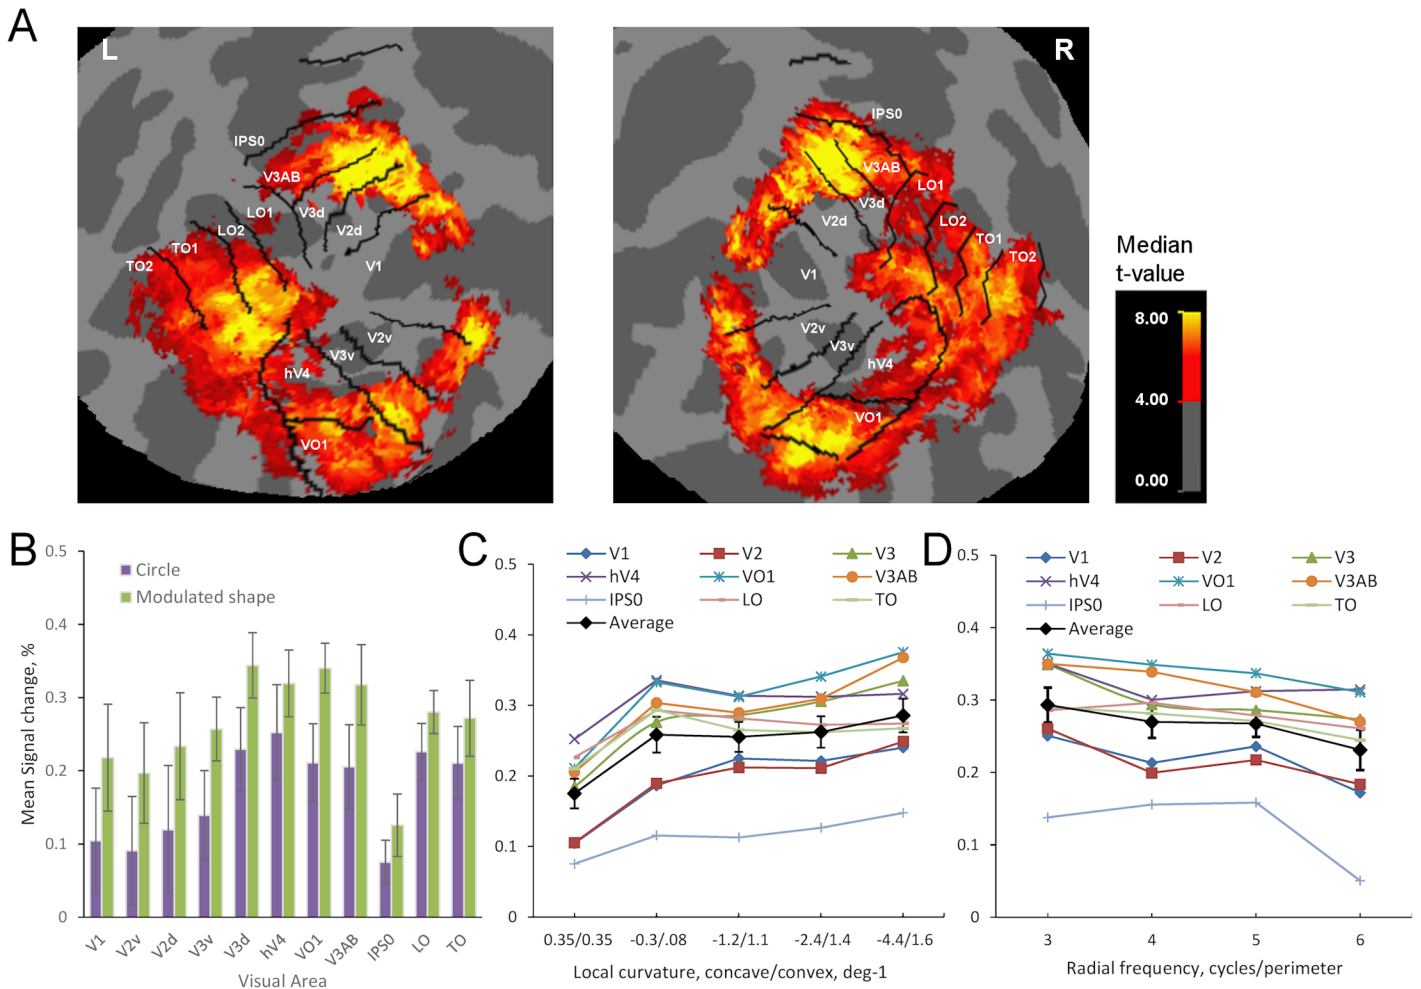 A
L
IPS0
V3AB
LO1
V3d
LO2
V2d
TO1
TO2
V1
V2v
V3v
hV4
VO1
R
IPS0
V3AB
LO1
V3d
V2d
LO2
TO1
TO2
V1
V2v
V3v
hV4
VO1
Median
t-value
8.00
4.00
0.00
B
0.5
0.4
0.3
0.2
0.1
0
Mean Signal change, %
Circle
Modulated shape
V1
V2v
V2d
V3v
V3d
hV4
VO1
V3AB
IPS0
LO
TO
Visual Area
C
V1 V2 V3
hV4 VO1 V3AB
IPS0 LO TO
Average
0.5
0.4
0.3
0.2
0.1
0
0.35/0.35 -0.3/.08 -1.2/1.1 -2.4/1.4 -4.4/1.6
Local curvature, concave/convex, deg-1
D
V1 V2 V3
hV4 VO1 V3AB
IPS0 LO TO
Average
0.5
0.4
0.3
0.2
0.1
0
3 4 5 6
Radial frequency, cycles/perimeter